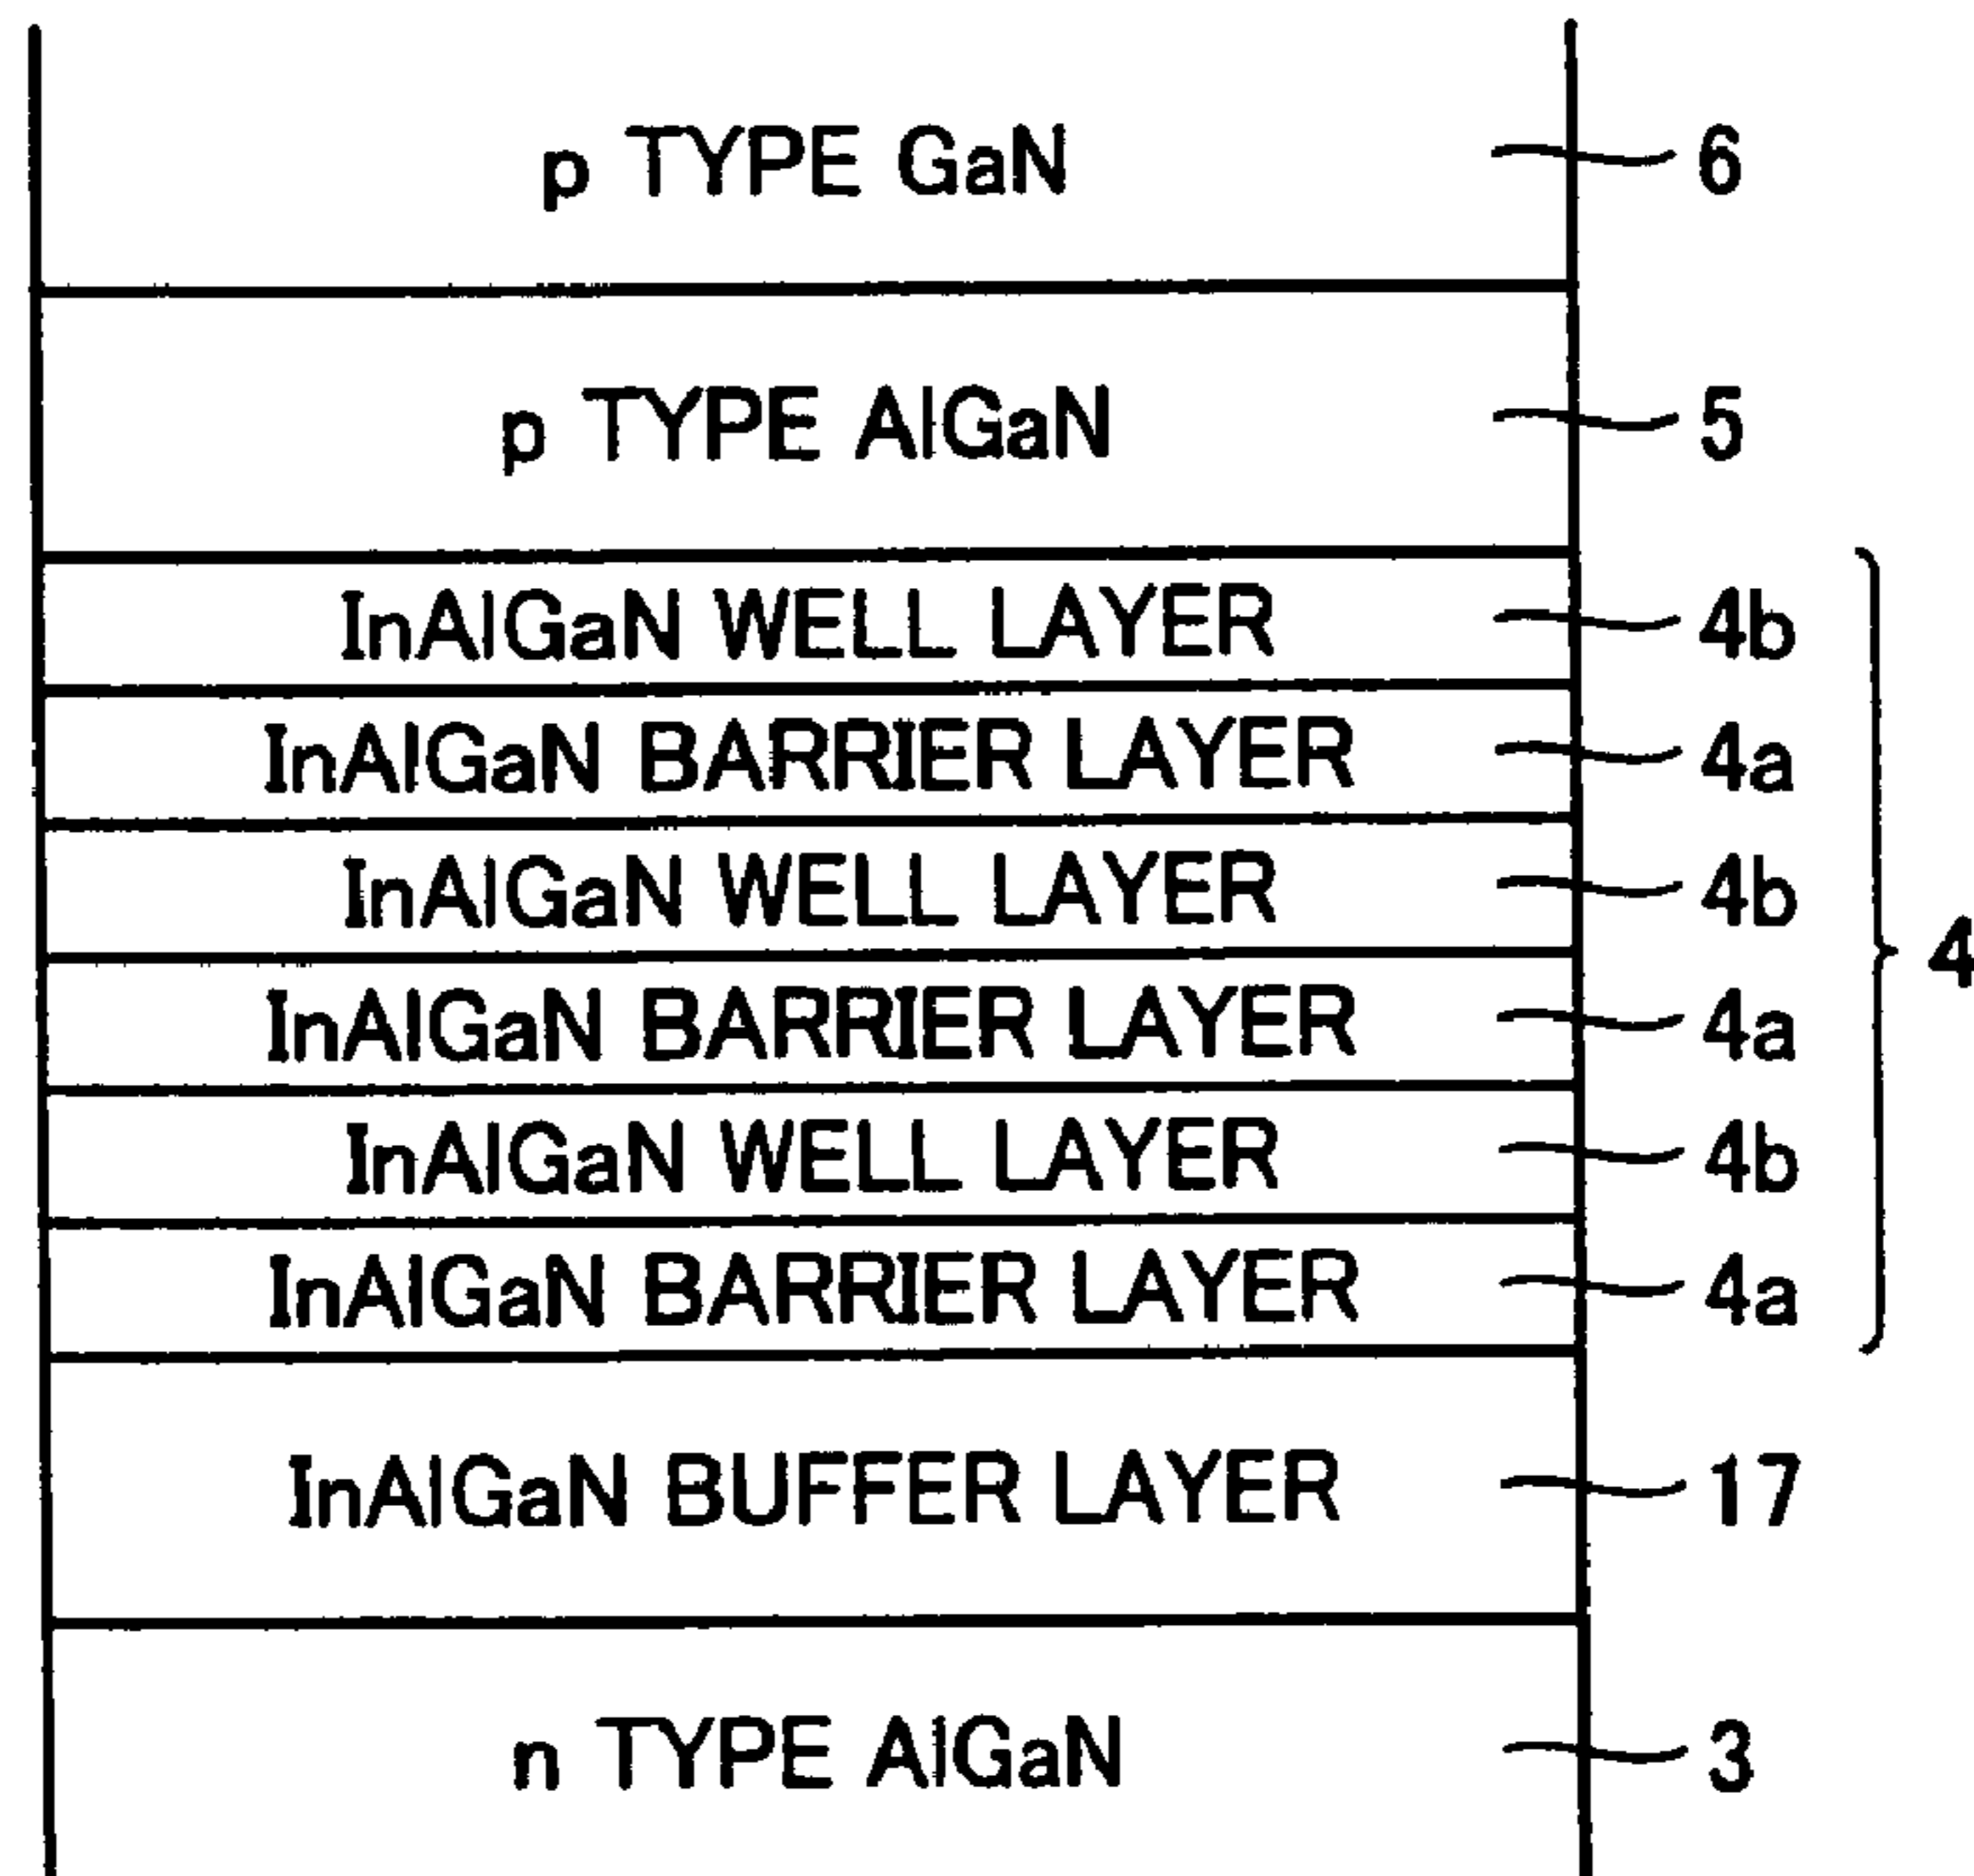 p TYPE GaN 6
p TYPE AlGaN 5
InAlGaN WELL LAYER 4b
InAlGaN BARRIER LAYER 4a
InAlGaN WELL LAYER 4b
4
InAlGaN BARRIER LAYER 4a
InAlGaN WELL LAYER 4b
InAlGaN BARRIER LAYER 4a
InAlGaN BUFFER LAYER 17
n TYPE AlGaN 3